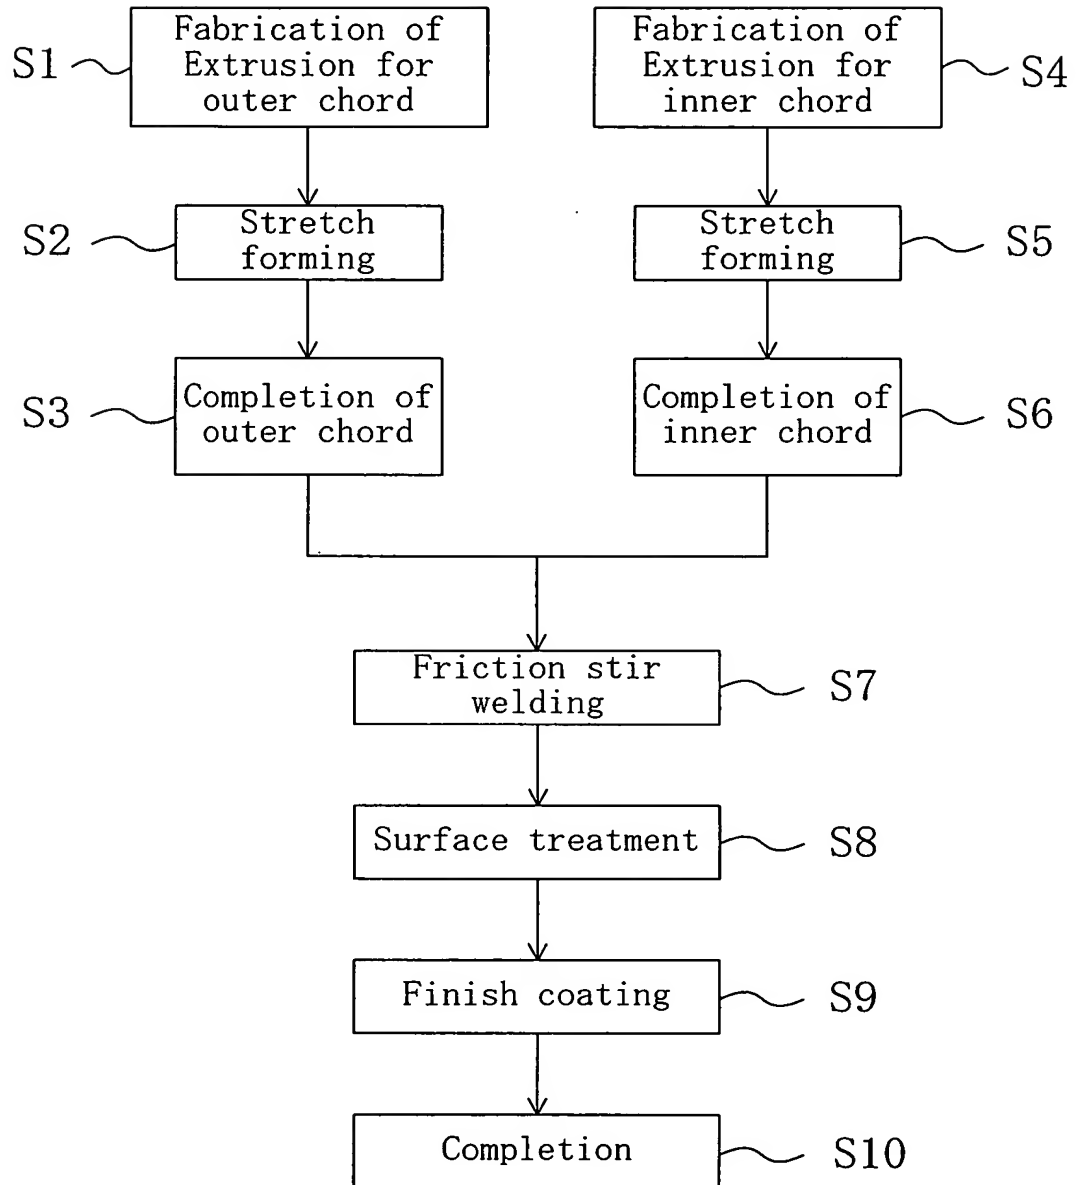 S1
Fabrication of
Extrusion for
outer chord
Fabrication of
Extrusion for
inner chord
S4
S2
Stretch
forming
Stretch
forming
S5
S3
Completion of
outer chord
Completion of
inner chord
S6
Friction stir
welding
S7
Surface treatment
S8
Finish coating
S9
Completion
S10